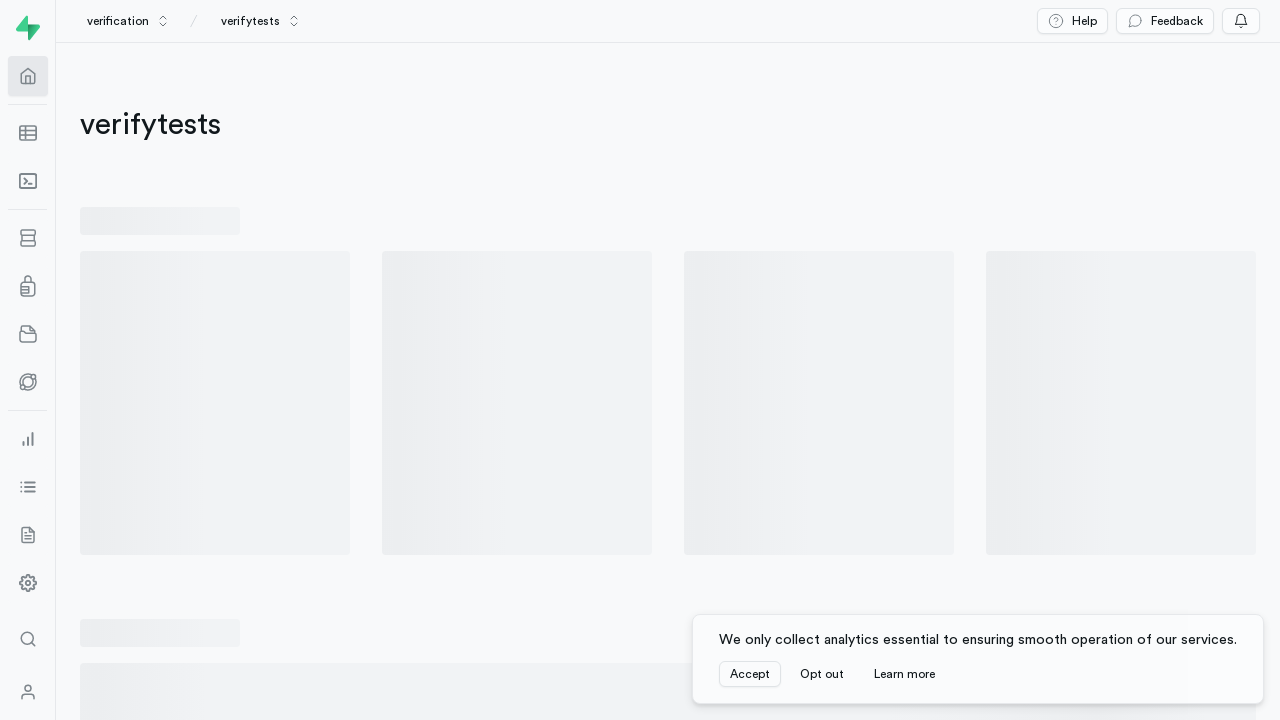 verification / verifytests Help Feedback
verifytests
We only collect analytics essential to ensuring smooth operation of our services.
Accept Opt out Learn more